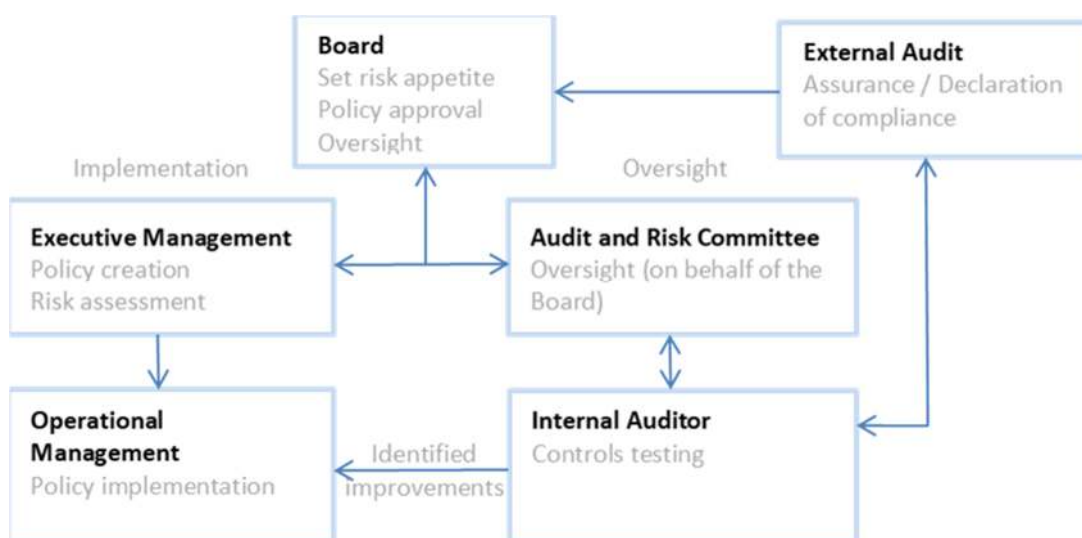 Board
Set risk appetite
Policy approval
Oversight
External Audit
Assurance / Declaration
of compliance
Implementation
Oversight
Executive Management
Policy creation
Risk assessment
Audit and Risk Committee
Oversight (on behalf of the
Board)
Operational
Management
Policy implementation
Identified
improvements
Internal Auditor
Controls testing